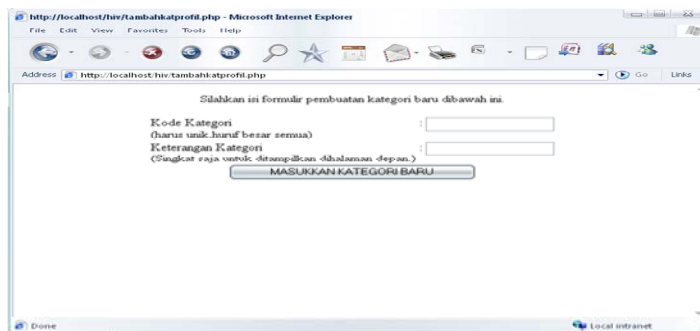 http://localhost/hiv/tambahkatprofil.php - Microsoft Internet Explorer
File Edit View Favorites Tools Help
Address http://localhost/hiv/tambahkatprofil.php Go Links
Silahkan isi formulir pembuatan kategori baru dibawah ini.
Kode Kategori :
(harus unik.huruf besar semua)
Keterangan Kategori :
(Singkat saja untuk ditampilkan dihalaman depan.)
MASUKKAN KATEGORI BARU
Done Local intranet